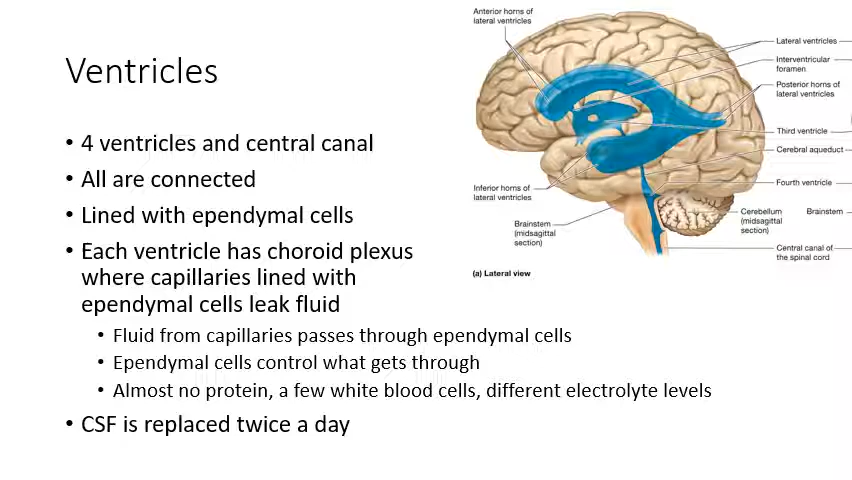 Ventricles
• 4 ventricles and central canal
• All are connected
• Lined with ependymal cells
• Each ventricle has choroid plexus
where capillaries lined with
ependymal cells leak fluid
• Fluid from capillaries passes through ependymal cells
• Ependymal cells control what gets through
• Almost no protein, a few white blood cells, different electrolyte levels
• CSF is replaced twice a day
Anterior horns of
lateral ventricles
Lateral ventricles
Interventricular
foramen
Posterior horns of
lateral ventricles
Third ventricle
Cerebral aqueduct
Fourth ventricle
Inferior horns of
lateral ventricles
Brainstem
(midsagittal
section)
Cerebellum
(midsagittal
section)
Brainstem
Central canal of
the spinal cord
(a) Lateral view